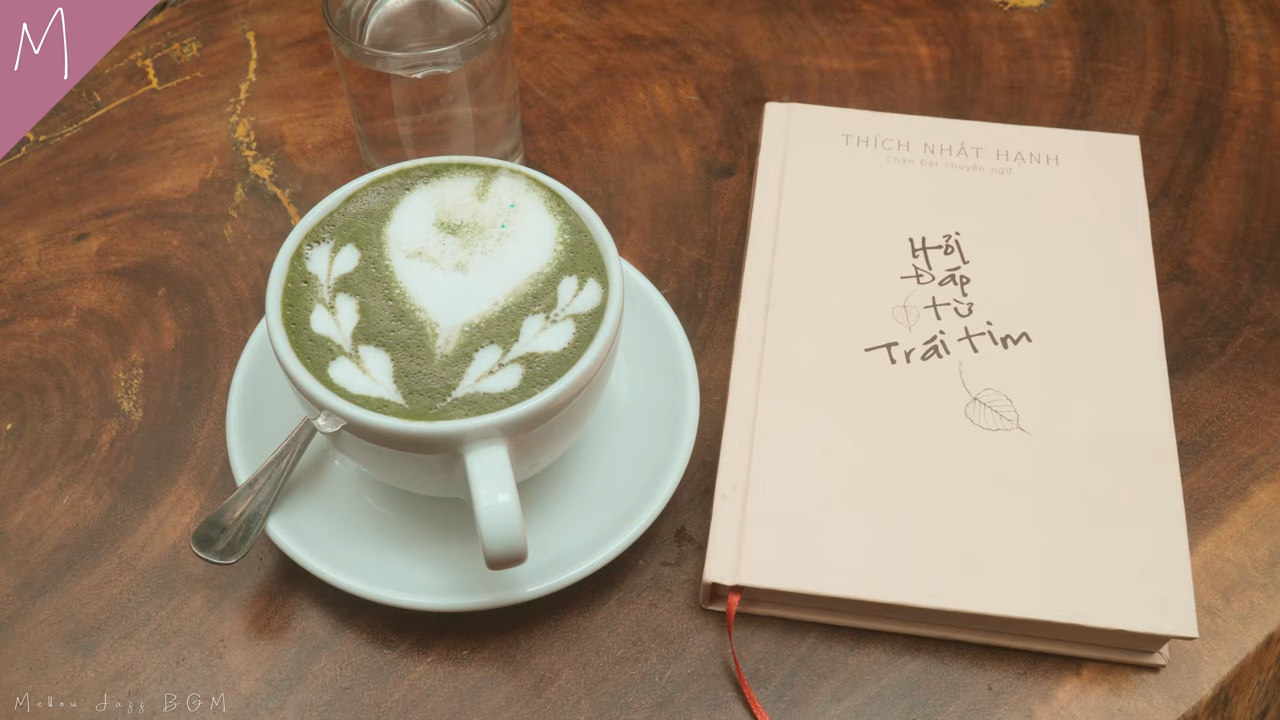 M
THÍCH NHẤT HẠNH
Chân Đạt chuyển ngữ
Hỏi
Đáp
từ
Trái tim
Mellow Jazz BGM